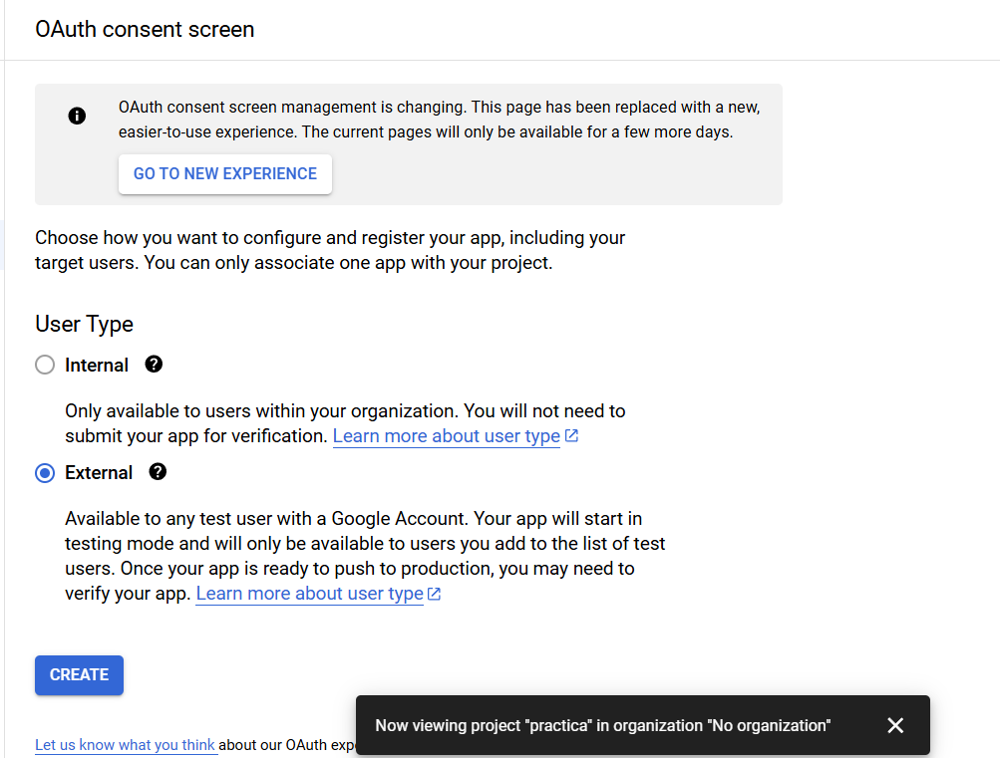 OAuth consent screen
OAuth consent screen management is changing. This page has been replaced with a new,
easier-to-use experience. The current pages will only be available for a few more days.
GO TO NEW EXPERIENCE
Choose how you want to configure and register your app, including your
target users. You can only associate one app with your project.
User Type
Internal
Only available to users within your organization. You will not need to
submit your app for verification. Learn more about user type
External
Available to any test user with a Google Account. Your app will start in
testing mode and will only be available to users you add to the list of test
users. Once your app is ready to push to production, you may need to
verify your app. Learn more about user type
CREATE
Now viewing project "practica" in organization "No organization"
Let us know what you think about our OAuth